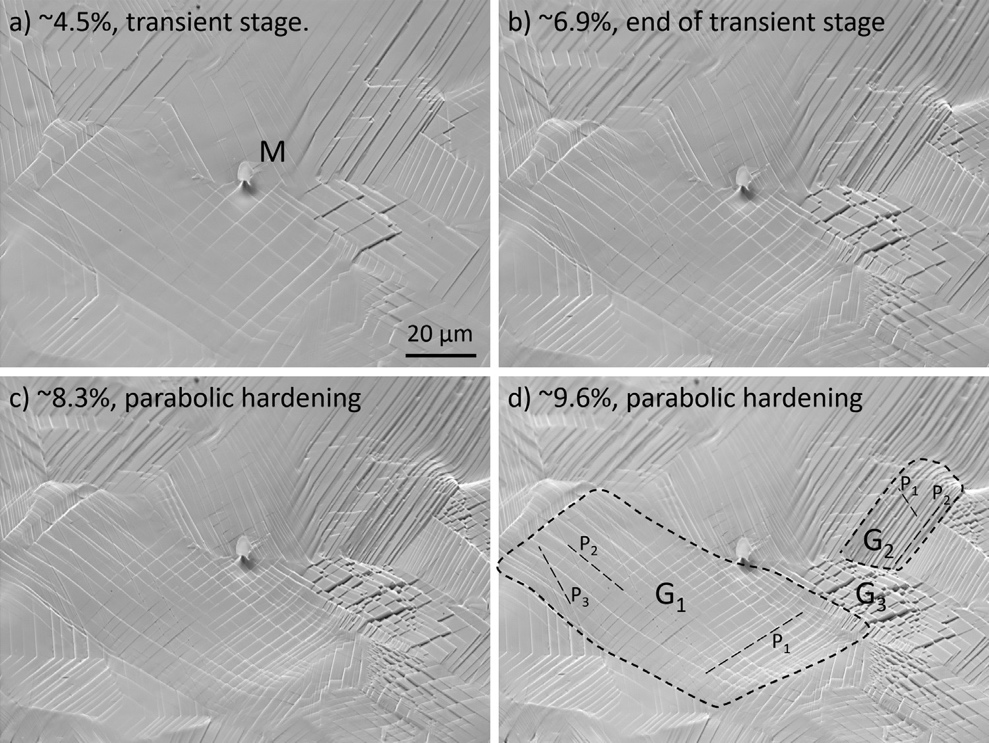 a) ~4.5%, transient stage.
M
20 µm
b) ~6.9%, end of transient stage
c) ~8.3%, parabolic hardening
d) ~9.6%, parabolic hardening
P₁
P₂
G₂
P₂
G₁
G₃
P₃
P₁